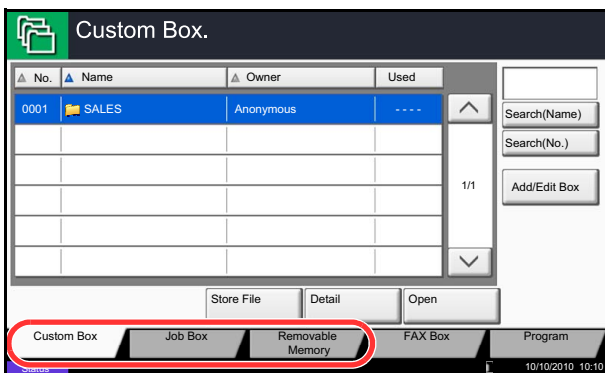 Custom Box.
No. Name Owner Used
0001 SALES Anonymous ----
Search(Name)
Search(No.)
1/1
Add/Edit Box
Store File Detail Open
Custom Box Job Box Removable Memory FAX Box Program
Status 10/10/2010 10:10